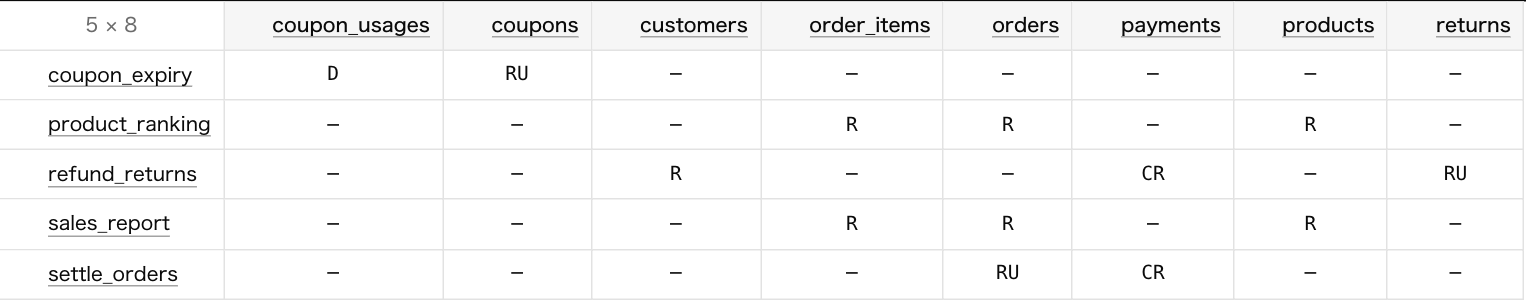 5 × 8 coupon_usages coupons customers order_items orders payments products returns
coupon_expiry D RU — — — — — —
product_ranking — — — R R — R —
refund_returns — — R — — CR — RU
sales_report — — — R R — R —
settle_orders — — — — RU CR — —